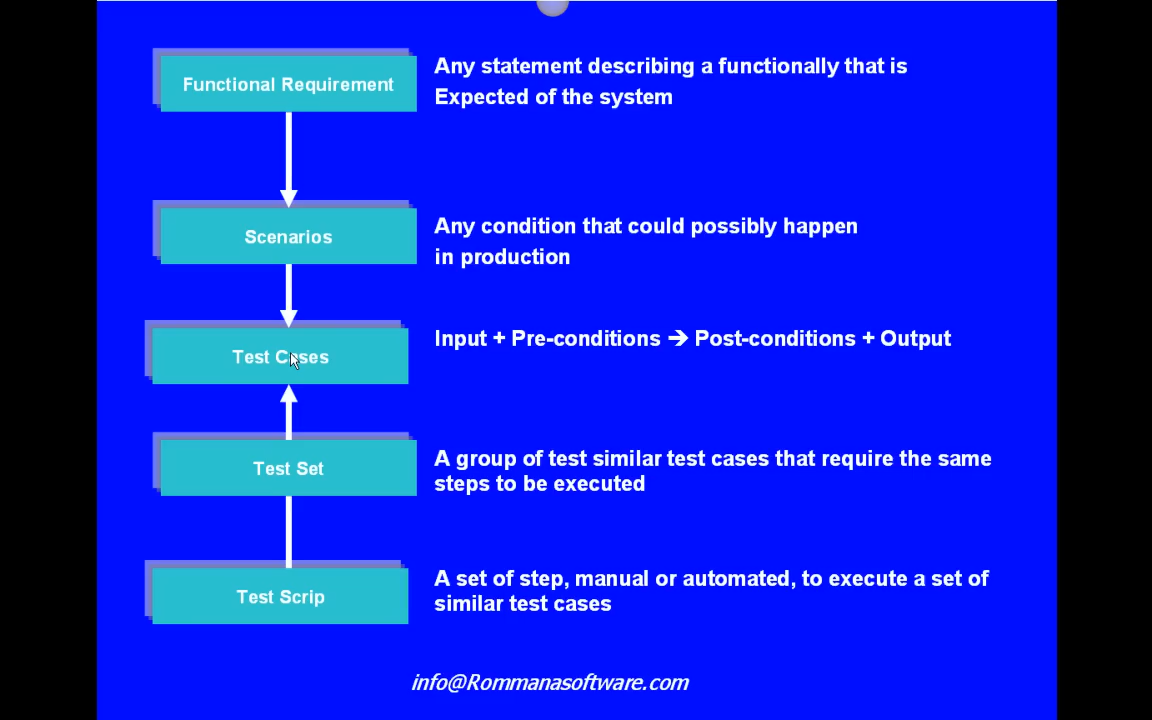 Functional Requirement
Any statement describing a functionally that is
Expected of the system
Scenarios
Any condition that could possibly happen
in production
Test Cases
Input + Pre-conditions ➔ Post-conditions + Output
Test Set
A group of test similar test cases that require the same
steps to be executed
Test Scrip
A set of step, manual or automated, to execute a set of
similar test cases
info@Rommanasoftware.com